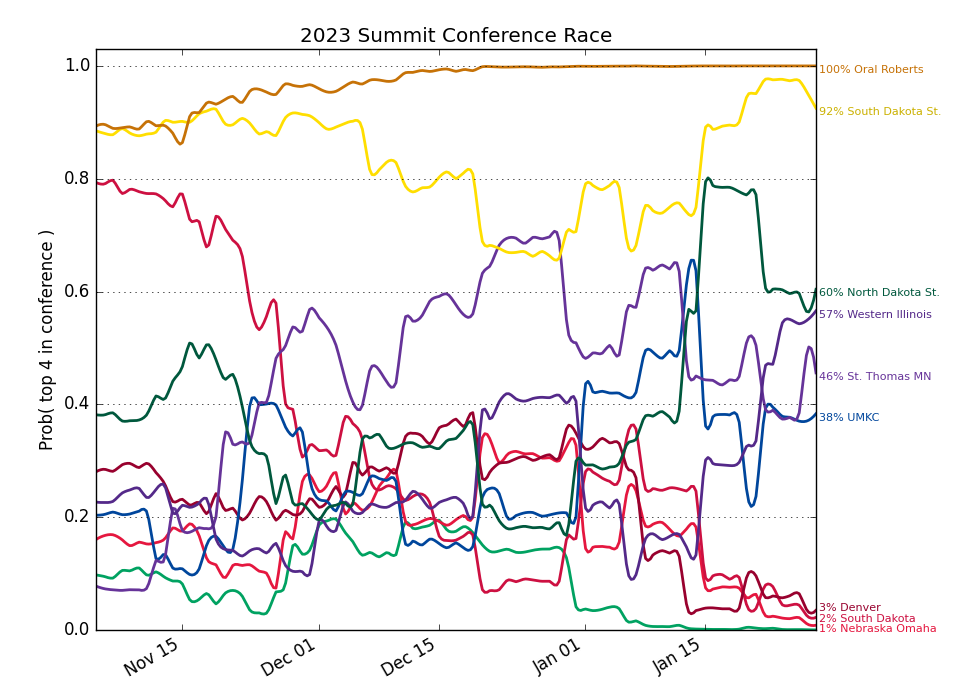 2023 Summit Conference Race
Prob( top 4 in conference )
1.0
0.8
0.6
0.4
0.2
0.0
Nov 15
Dec 01
Dec 15
Jan 01
Jan 15
100% Oral Roberts
92% South Dakota St.
60% North Dakota St.
57% Western Illinois
46% St. Thomas MN
38% UMKC
3% Denver
2% South Dakota
1% Nebraska Omaha